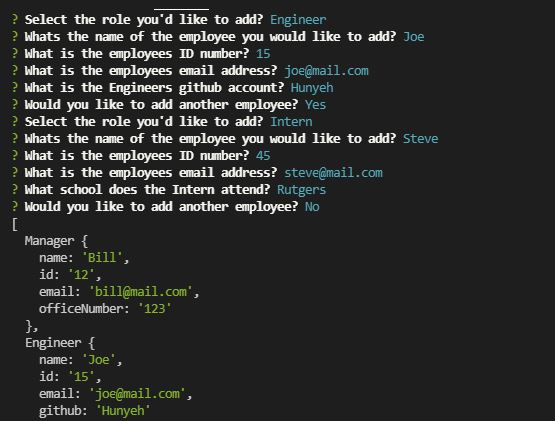 ? Select the role you'd like to add? Engineer
? Whats the name of the employee you would like to add? Joe
? What is the employees ID number? 15
? What is the employees email address? joe@mail.com
? What is the Engineers github account? Hunyeh
? Would you like to add another employee? Yes
? Select the role you'd like to add? Intern
? Whats the name of the employee you would like to add? Steve
? What is the employees ID number? 45
? What is the employees email address? steve@mail.com
? What school does the Intern attend? Rutgers
? Would you like to add another employee? No
[
  Manager {
    name: 'Bill',
    id: '12',
    email: 'bill@mail.com',
    officeNumber: '123'
  },
  Engineer {
    name: 'Joe',
    id: '15',
    email: 'joe@mail.com',
    github: 'Hunyeh'